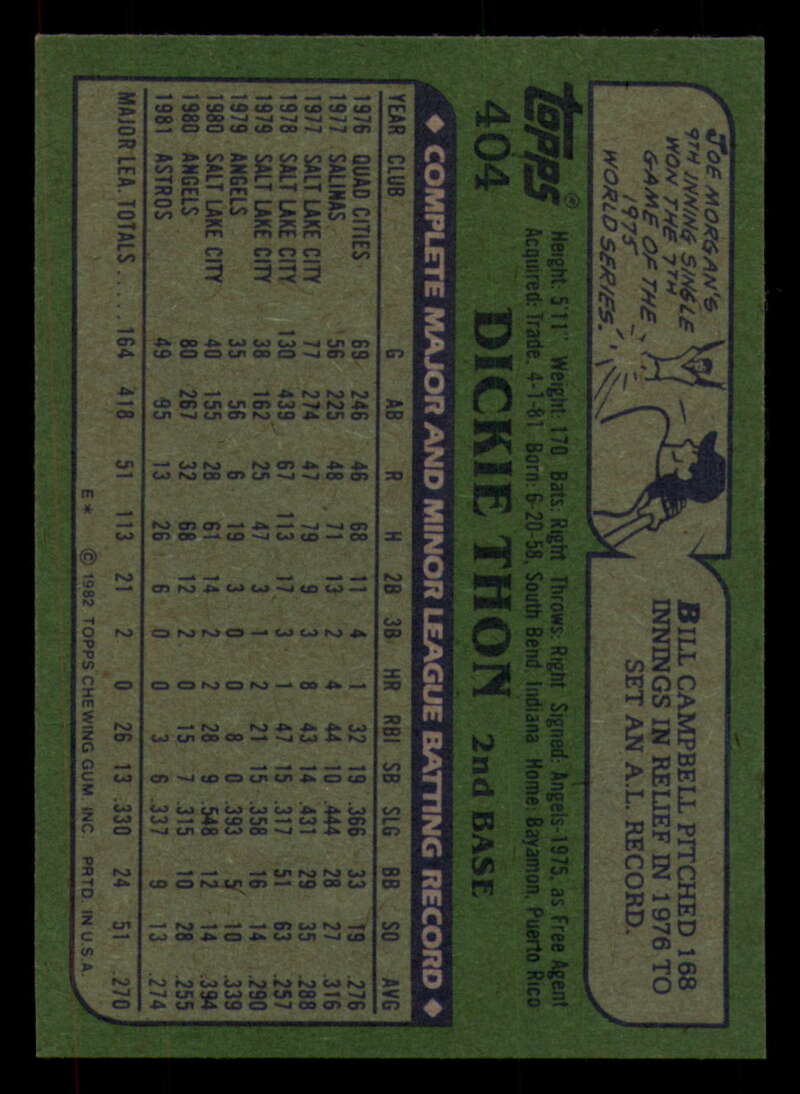 JOE MORGAN'S
9TH INNING SINGLE
WON THE 7TH
GAME OF THE
1975
WORLD SERIES.
BILL CAMPBELL PITCHED 168
INNINGS IN RELIEF IN 1976 TO
SET AN A.L. RECORD.
TOPPS®
Height: 5'11" Weight: 170 Bats: Right Throws: Right Signed: Angels-1975, as Free Agent
Acquired: Trade, 4-1-81 Born: 6-20-58, South Bend, Indiana Home: Bayamon, Puerto Rico
404 DICKIE THON 2nd BASE
◆ COMPLETE MAJOR AND MINOR LEAGUE BATTING RECORD ◆
YEAR CLUB G AB R H 2B 3B HR RBI SB SLG BB SO AVG
1976 QUAD CITIES 69 246 46 68 11 4 1 32 19 .366 33 19 .276
1977 SALINAS 56 225 48 71 13 2 4 44 10 .444 28 27 .316
1977 SALT LAKE CITY 77 274 47 79 9 3 8 43 14 .431 29 35 .288
1978 SALT LAKE CITY 130 439 67 113 17 3 1 47 15 .317 51 63 .257
1979 SALT LAKE CITY 38 162 25 47 3 1 2 21 15 .358 16 14 .290
1979 ANGELS 35 56 6 19 3 0 0 8 0 .393 5 10 .339
1980 SALT LAKE CITY 40 155 28 61 14 2 2 28 9 .548 12 14 .394
1980 ANGELS 80 267 32 68 12 2 0 15 7 .315 10 28 .255
1981 ASTROS 49 95 13 26 6 0 0 3 6 .337 9 13 .274
MAJOR LEA. TOTALS ..... 164 418 51 113 21 2 0 26 13 .330 24 51 .270
E* © 1982 TOPPS CHEWING GUM INC. PRTD. IN U.S.A.